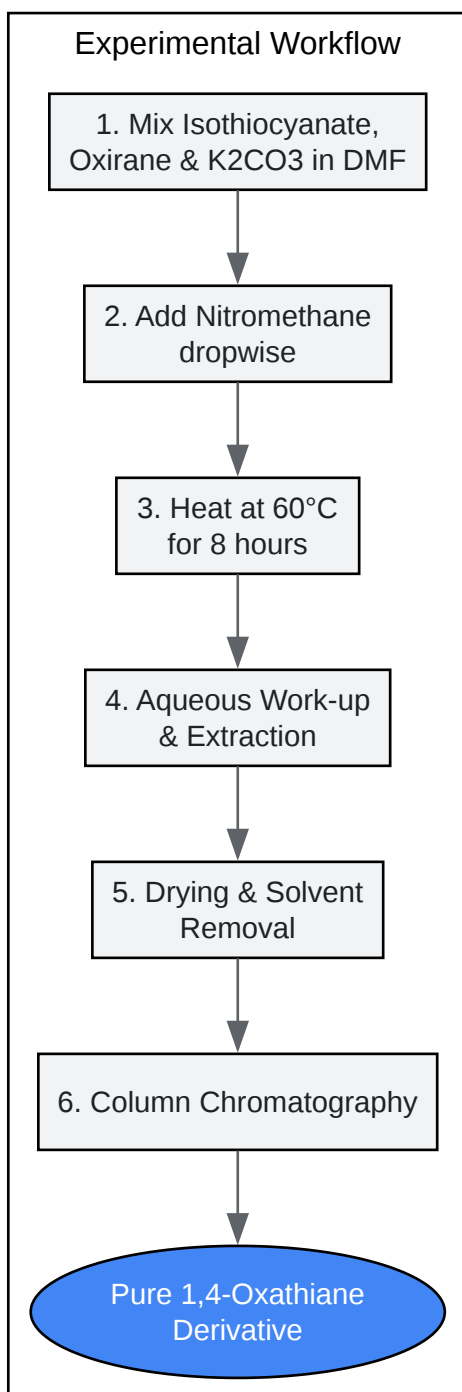 Experimental Workflow
1. Mix Isothiocyanate,
Oxirane & K2CO3 in DMF
2. Add Nitromethane
dropwise
3. Heat at 60°C
for 8 hours
4. Aqueous Work-up
& Extraction
5. Drying & Solvent
Removal
6. Column Chromatography
Pure 1,4-Oxathiane
Derivative